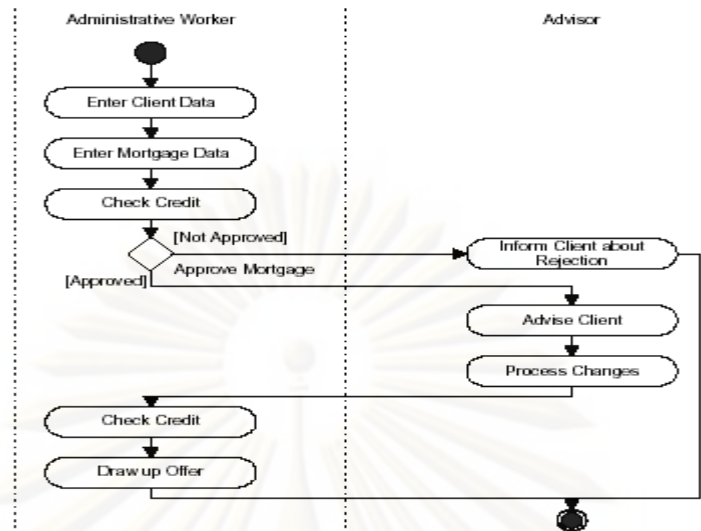 Administrative Worker
Advisor
Enter Client Data
Enter Mortgage Data
Check Credit
[Not Approved]
Approve Mortgage
[Approved]
Inform Client about
Rejection
Advise Client
Process Changes
Check Credit
Draw up Offer